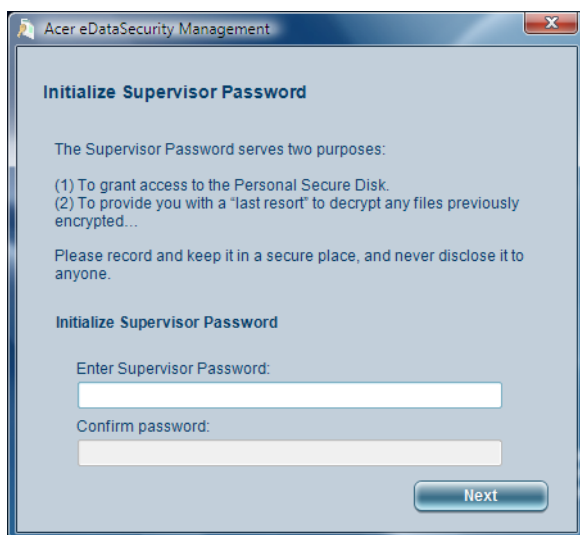 Acer eDataSecurity Management
Initialize Supervisor Password
The Supervisor Password serves two purposes:
(1) To grant access to the Personal Secure Disk.
(2) To provide you with a “last resort” to decrypt any files previously
encrypted...
Please record and keep it in a secure place, and never disclose it to
anyone.
Initialize Supervisor Password
Enter Supervisor Password:
Confirm password:
Next